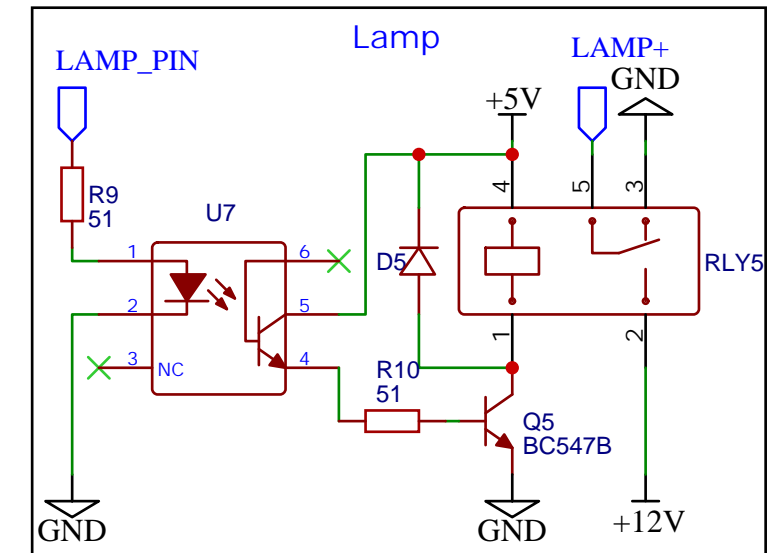 Lamp
LAMP_PIN
LAMP+
GND
+5V
R9
51
U7
4
5
3
1
6
D5
RLY5
2
5
3
NC
4
1
2
R10
51
Q5
BC547B
GND
GND
+12V